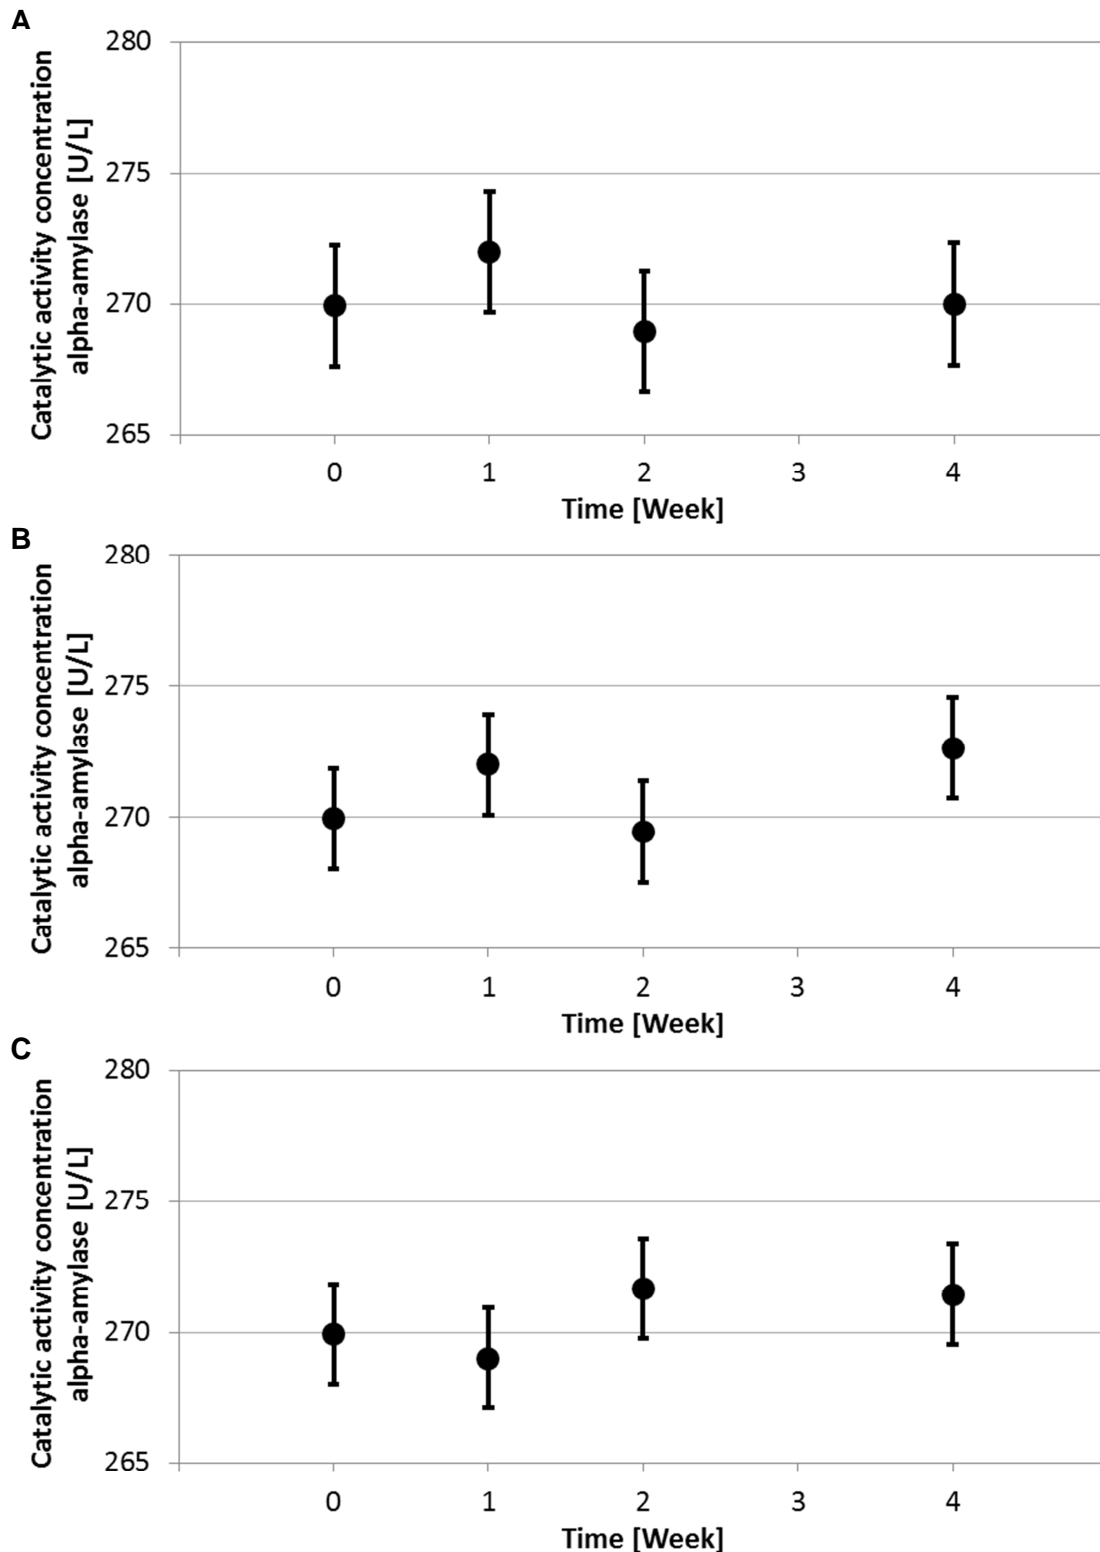 A
Catalytic activity concentration
alpha-amylase [U/L]
280
275
270
265
0 1 2 3 4
Time [Week]
B
Catalytic activity concentration
alpha-amylase [U/L]
280
275
270
265
0 1 2 3 4
Time [Week]
C
Catalytic activity concentration
alpha-amylase [U/L]
280
275
270
265
0 1 2 3 4
Time [Week]